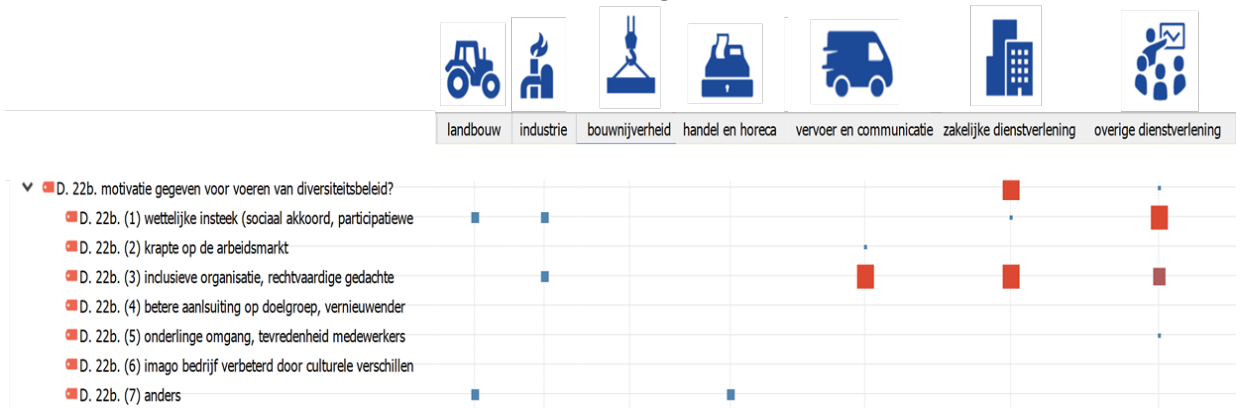 landbouw industrie bouwnijverheid handel en horeca vervoer en communicatie zakelijke dienstverlening overige dienstverlening
D. 22b. motivatie gegeven voor voeren van diversiteitsbeleid?
D. 22b. (1) wettelijke insteek (sociaal akkoord, participatiewe
D. 22b. (2) krapte op de arbeidsmarkt
D. 22b. (3) inclusieve organisatie, rechtvaardige gedachte
D. 22b. (4) betere aanlsuiting op doelgroep, vernieuwender
D. 22b. (5) onderlinge omgang, tevredenheid medewerkers
D. 22b. (6) imago bedrijf verbeterd door culturele verschillen
D. 22b. (7) anders